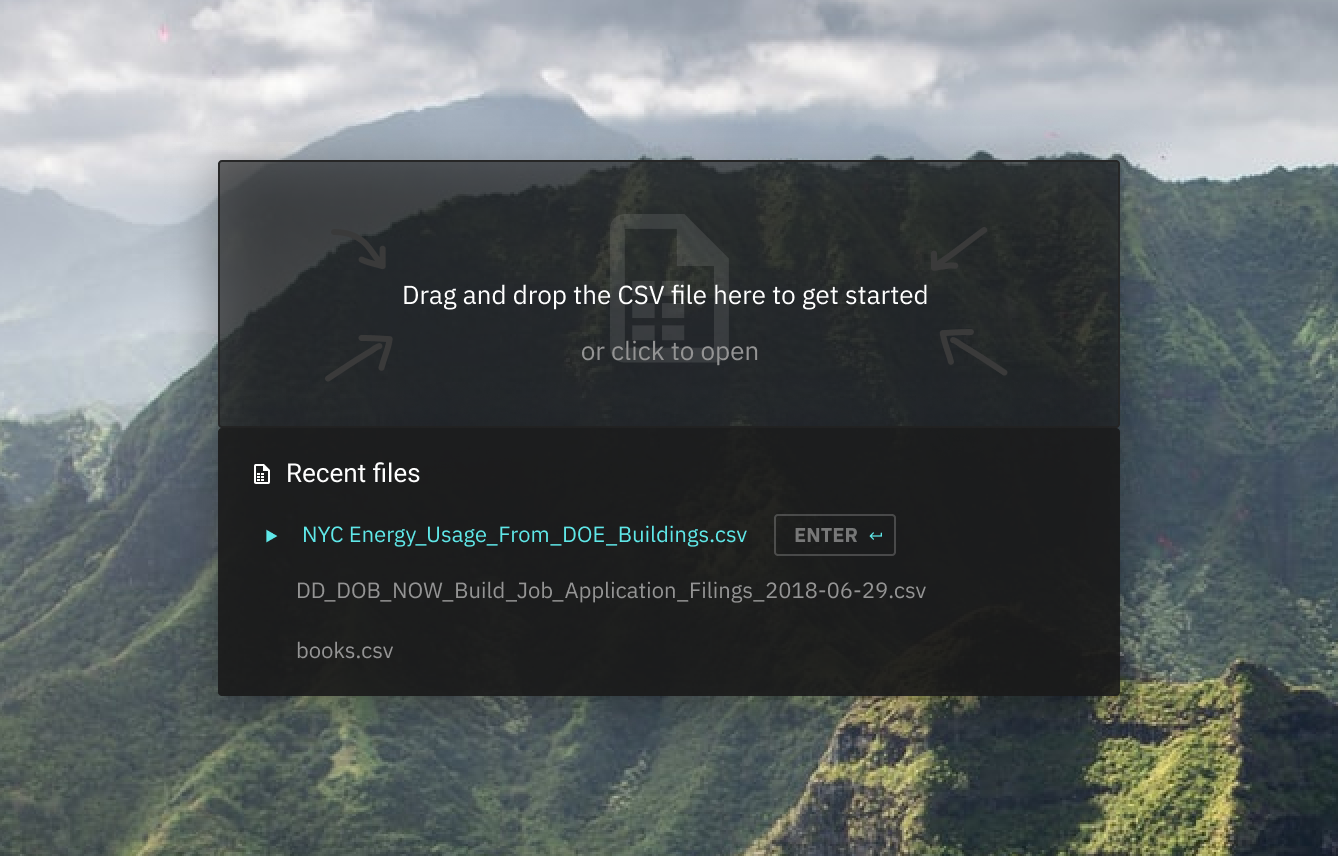 Drag and drop the CSV file here to get started
or click to open
Recent files
NYC Energy_Usage_From_DOE_Buildings.csv ENTER ↵
DD_DOB_NOW_Build_Job_Application_Filings_2018-06-29.csv
books.csv